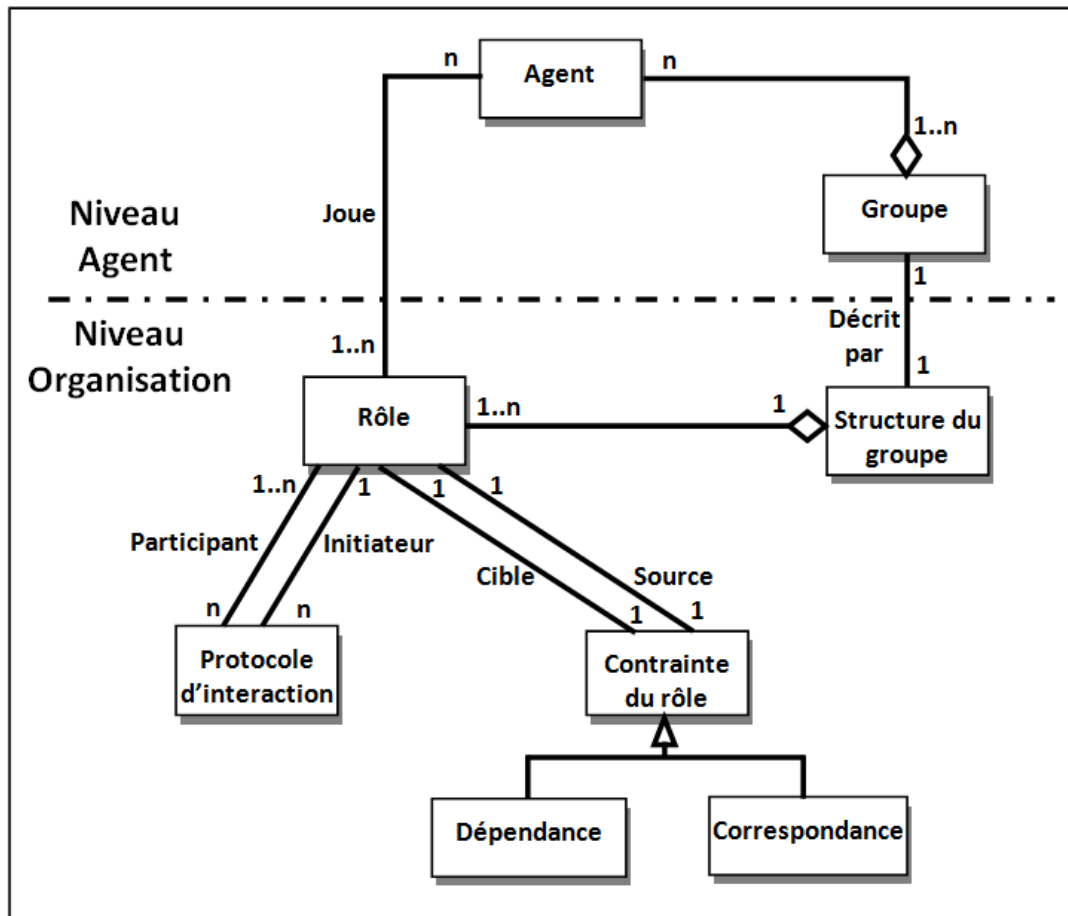 n
Agent
n
1..n
Groupe
Niveau
Agent
Joue
1
Niveau
Organisation
Décrit
par
1..n
1
Rôle
1..n
1
Structure du
groupe
1..n
1
1
1
Participant
Initiateur
Cible
Source
n
n
1
1
Protocole
d'interaction
Contrainte
du rôle
Dépendance
Correspondance